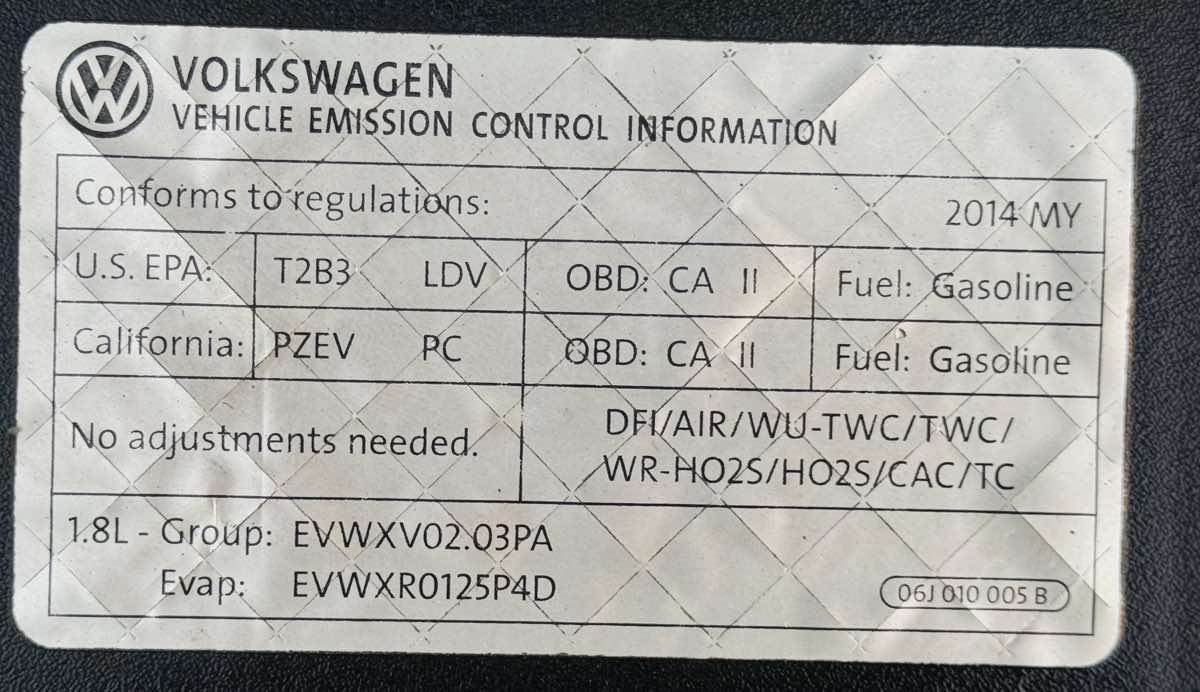 VOLKSWAGEN
VEHICLE EMISSION CONTROL INFORMATION
Conforms to regulations: 2014 MY
U.S. EPA: T2B3 LDV OBD: CA II Fuel: Gasoline
California: PZEV PC OBD: CA II Fuel: Gasoline
No adjustments needed.
DFI/AIR/WU-TWC/TWC/
WR-HO2S/HO2S/CAC/TC
1.8L - Group: EVWXV02.03PA
Evap: EVWXR0125P4D
06J 010 005 B